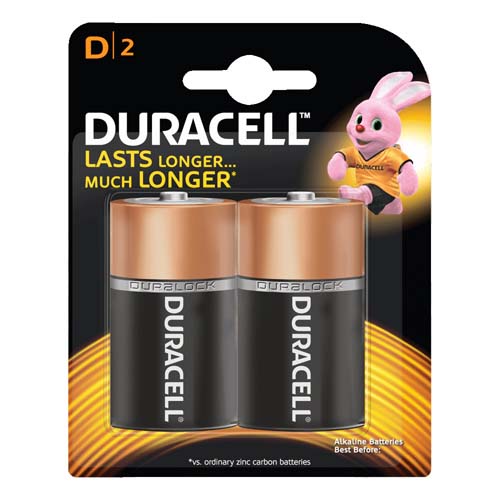 D|2
DURACELL™
LASTS LONGER...
MUCH LONGER*
DURACELL
DURALOCK
DURALOCK
DURACELL
DURACELL
Alkaline Batteries
Best Before:
*vs. ordinary zinc carbon batteries